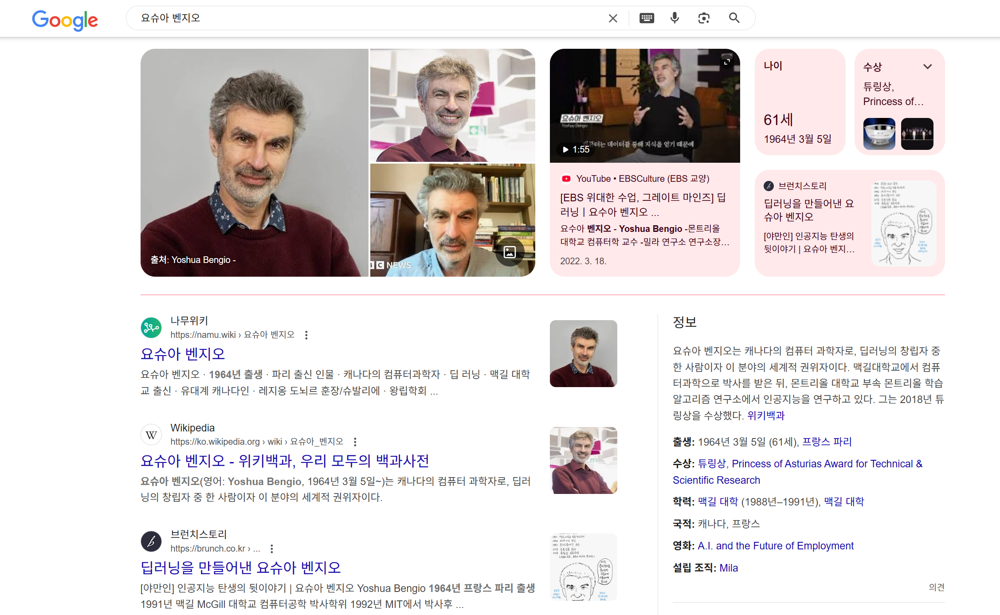 Google
요슈아 벤지오
출처: Yoshua Bengio -
BC NEWS
BLUEPRINT
요슈아 벤지오
Yoshua Bengio
컴퓨터는 데이터를 통해 지식을 얻기 때문에
1:55
YouTube • EBSCulture (EBS 교양)
[EBS 위대한 수업, 그레이트 마인즈] 딥
러닝 | 요수아 벤지오 ...
요수아 벤지오 - Yoshua Bengio -몬트리올
대학교 컴퓨터학 교수 -밀라 연구소 연구소장…
2022. 3. 18.
나이
61세
1964년 3월 5일
수상
튜링상,
Princess of…
브런치스토리
딥러닝을 만들어낸 요
슈아 벤지오
[야만인] 인공지능 탄생의
뒷이야기 | 요슈아 벤지…
나무위키
https://namu.wiki › 요슈아 벤지오
요슈아 벤지오
요슈아 벤지오 · 1964년 출생 · 파리 출신 인물 · 캐나다의 컴퓨터과학자 · 딥 러닝 · 맥길 대학
교 출신 · 유대계 캐나다인 · 레지옹 도뇌르 훈장/슈발리에 · 왕립학회 ...
Wikipedia
https://ko.wikipedia.org › wiki › 요슈아_벤지오
요슈아 벤지오 - 위키백과, 우리 모두의 백과사전
요슈아 벤지오(영어: Yoshua Bengio, 1964년 3월 5일~)는 캐나다의 컴퓨터 과학자로, 딥러
닝의 창립자 중 한 사람이자 이 분야의 세계적 권위자이다.
브런치스토리
https://brunch.co.kr › ...
딥러닝을 만들어낸 요슈아 벤지오
[야만인] 인공지능 탄생의 뒷이야기 | 요슈아 벤지오 Yoshua Bengio 1964년 프랑스 파리 출생
1991년 맥길 McGill 대학교 컴퓨터공학 박사학위 1992년 MIT에서 박사후 ...
정보
요슈아 벤지오는 캐나다의 컴퓨터 과학자로, 딥러닝의 창립자 중
한 사람이자 이 분야의 세계적 권위자이다. 맥길대학교에서 컴퓨
터과학으로 박사를 받은 뒤, 몬트리올 대학교 부속 몬트리올 학습
알고리즘 연구소에서 인공지능을 연구하고 있다. 그는 2018년 튜
링상을 수상했다. 위키백과
출생: 1964년 3월 5일 (61세), 프랑스 파리
수상: 튜링상, Princess of Asturias Award for Technical &
Scientific Research
학력: 맥길 대학 (1988년–1991년), 맥길 대학
국적: 캐나다, 프랑스
영화: A.I. and the Future of Employment
설립 조직: Mila
의견